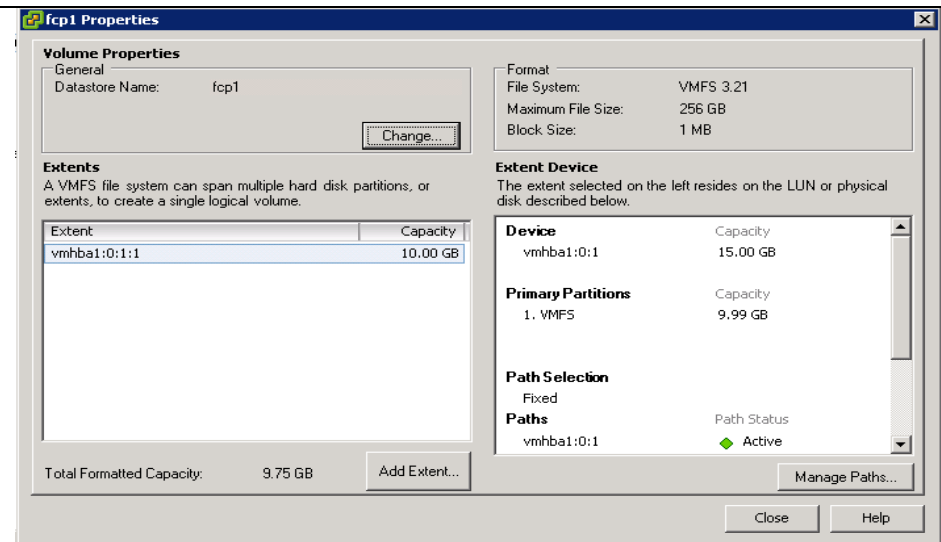 fcp1 Properties
Volume Properties
General
Datastore Name: fcp1
Change...
Format
File System: VMFS 3.21
Maximum File Size: 256 GB
Block Size: 1 MB
Extents
A VMFS file system can span multiple hard disk partitions, or
extents, to create a single logical volume.
Extent Capacity
vmhba1:0:1:1 10.00 GB
Total Formatted Capacity: 9.75 GB
Add Extent...
Extent Device
The extent selected on the left resides on the LUN or physical
disk described below.
Device Capacity
vmhba1:0:1 15.00 GB
Primary Partitions Capacity
1. VMFS 9.99 GB
Path Selection
Fixed
Paths Path Status
vmhba1:0:1 Active
Manage Paths...
Close Help